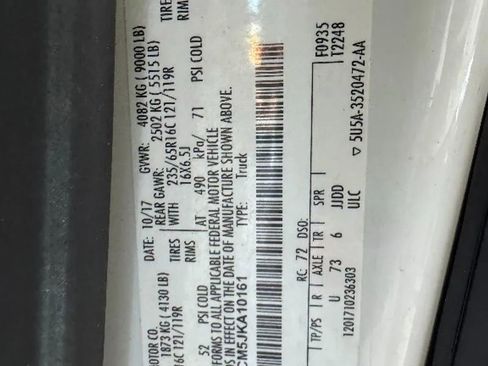 MOTOR CO. DATE: 10/17 GVWR: 4082 KG ( 9000 LB)
1873 KG ( 4130 LB) REAR GAWR: 2502 KG ( 5515 LB)
16C 121/119R TIRES WITH 235/65R16C 121/119R TIRE
RIMS 16X6.5J RIMS
52 PSI COLD AT 490 kPa/ 71 PSI COLD
S TO ALL APPLICABLE FEDERAL MOTOR VEHICLE
S IN EFFECT ON THE DATE OF MANUFACTURE SHOWN ABOVE.
CM5JKA10161 TYPE: Truck
F0935
RC: 72 DSO: T2248
TP/PS R AXLE TR SPR
U 73 6 JJDD
1201710236303 ULC ▽ 5U5A-3520472-AA